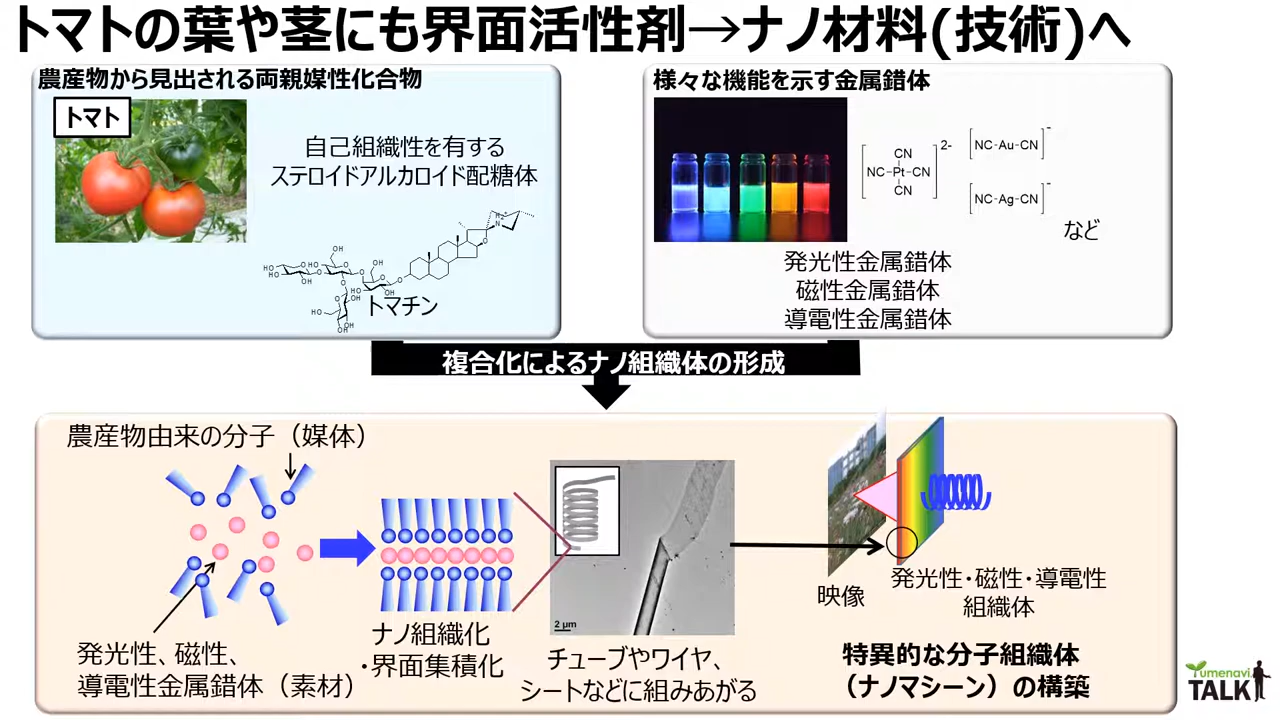 トマトの葉や茎にも界面活性剤→ナノ材料(技術)へ
農産物から見出される両親媒性化合物
トマト
自己組織性を有する
ステロイドアルカロイド配糖体
トマチン
様々な機能を示す金属錯体
CN
NC-Pt-CN
CN
2-
[NC-Au-CN]-
[NC-Ag-CN]-
など
発光性金属錯体
磁性金属錯体
導電性金属錯体
複合化によるナノ組織体の形成
農産物由来の分子（媒体）
発光性、磁性、
導電性金属錯体（素材）
ナノ組織化
・界面集積化
2 µm
チューブやワイヤ、
シートなどに組みあがる
映像
発光性・磁性・導電性
組織体
特異的な分子組織体
（ナノマシーン）の構築
Yumenavi
TALK